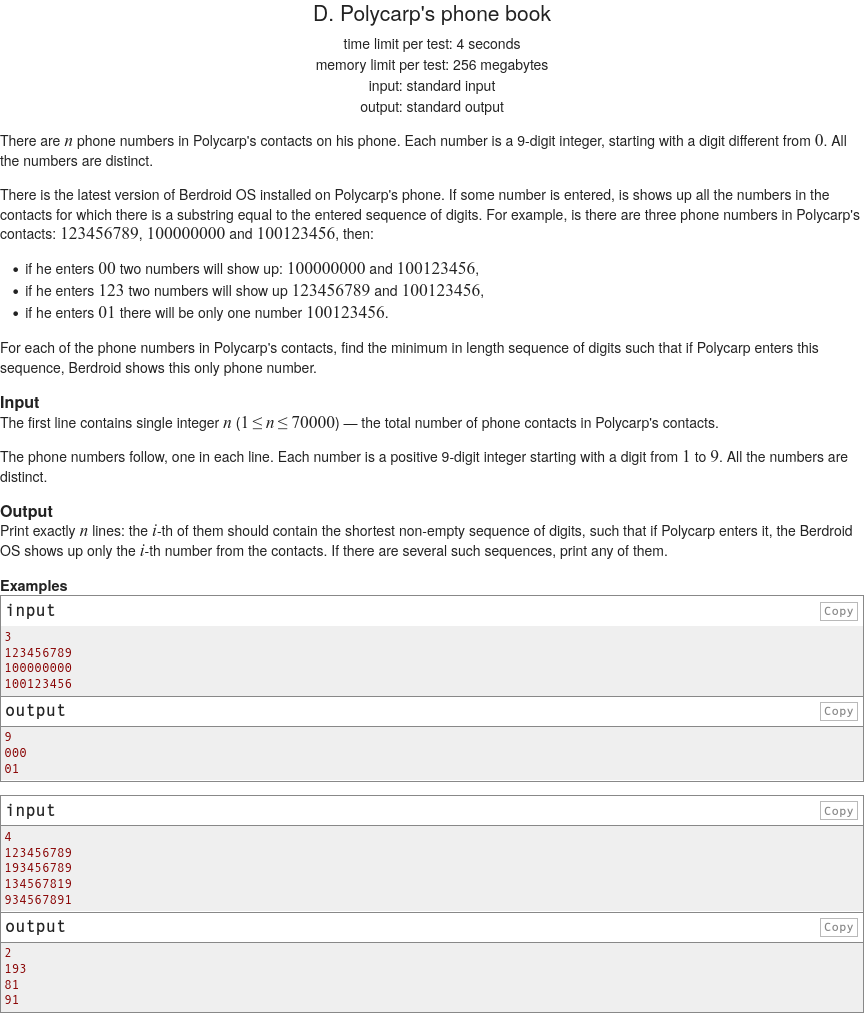 D. Polycarp's phone book
time limit per test: 4 seconds
memory limit per test: 256 megabytes
input: standard input
output: standard output
There are n phone numbers in Polycarp's contacts on his phone. Each number is a 9-digit integer, starting with a digit different from 0. All
the numbers are distinct.
There is the latest version of Berdroid OS installed on Polycarp's phone. If some number is entered, is shows up all the numbers in the
contacts for which there is a substring equal to the entered sequence of digits. For example, is there are three phone numbers in Polycarp's
contacts: 123456789, 100000000 and 100123456, then:
• if he enters 00 two numbers will show up: 100000000 and 100123456,
• if he enters 123 two numbers will show up 123456789 and 100123456,
• if he enters 01 there will be only one number 100123456.
For each of the phone numbers in Polycarp's contacts, find the minimum in length sequence of digits such that if Polycarp enters this
sequence, Berdroid shows this only phone number.
Input
The first line contains single integer n (1 ≤ n ≤ 70000) — the total number of phone contacts in Polycarp's contacts.
The phone numbers follow, one in each line. Each number is a positive 9-digit integer starting with a digit from 1 to 9. All the numbers are
distinct.
Output
Print exactly n lines: the i-th of them should contain the shortest non-empty sequence of digits, such that if Polycarp enters it, the Berdroid
OS shows up only the i-th number from the contacts. If there are several such sequences, print any of them.
Examples
input Copy
3
123456789
100000000
100123456
output Copy
9
000
01
input Copy
4
123456789
193456789
134567819
934567891
output Copy
2
193
81
91